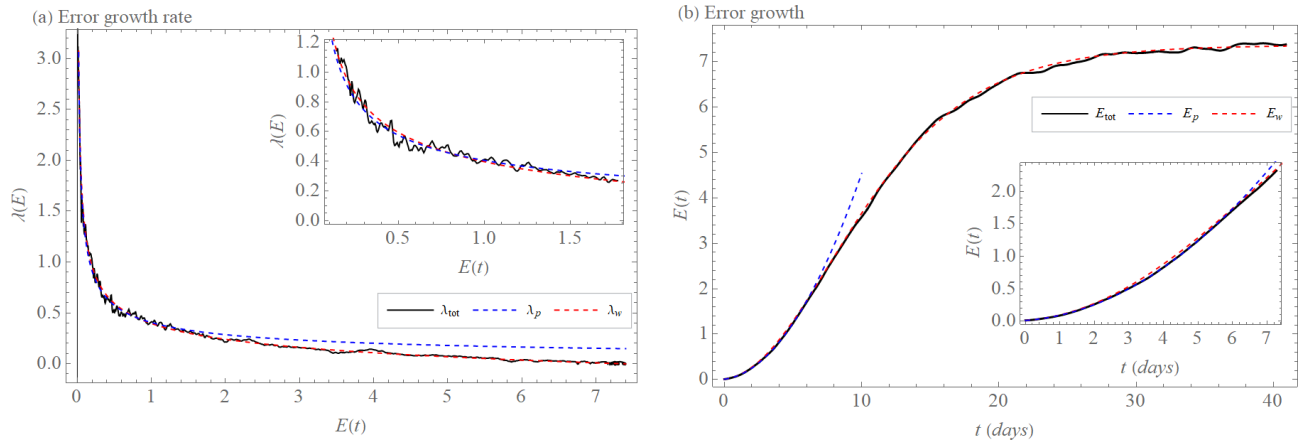 (a) Error growth rate
λ(E)
3.0
2.5
2.0
1.5
1.0
0.5
0.0
0 1 2 3 4 5 6 7
E(t)
λ(E)
1.2
1.0
0.8
0.6
0.4
0.2
0.0
0.5 1.0 1.5
E(t)
λtot λp λw
(b) Error growth
E(t)
7
6
5
4
3
2
1
0
0 10 20 30 40
t (days)
Etot Ep Ew
E(t)
2.0
1.5
1.0
0.5
0.0
0 1 2 3 4 5 6 7
t (days)